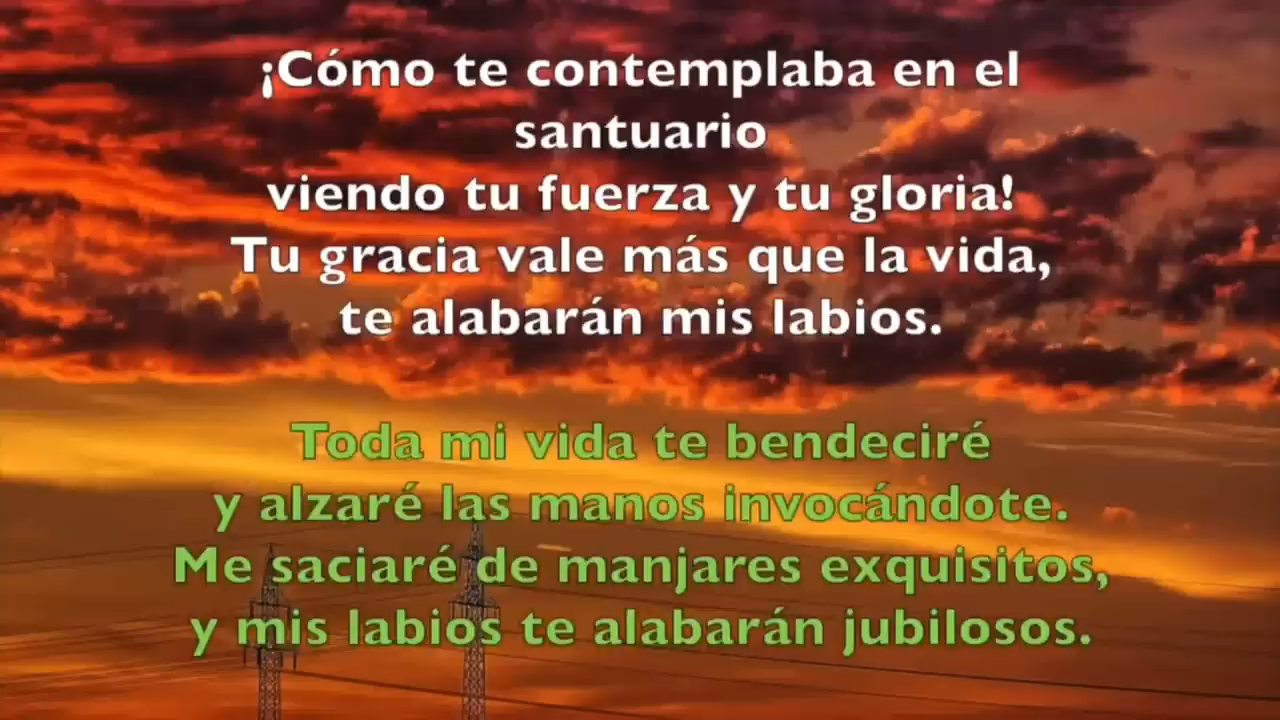 ¡Cómo te contemplaba en el
santuario
viendo tu fuerza y tu gloria!
Tu gracia vale más que la vida,
te alabarán mis labios.
Toda mi vida te bendeciré
y alzaré las manos invocándote.
Me saciaré de manjares exquisitos,
y mis labios te alabarán jubilosos.